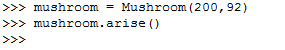 >>> mushroom = Mushroom(200,92)
>>> mushroom.arise()
>>>